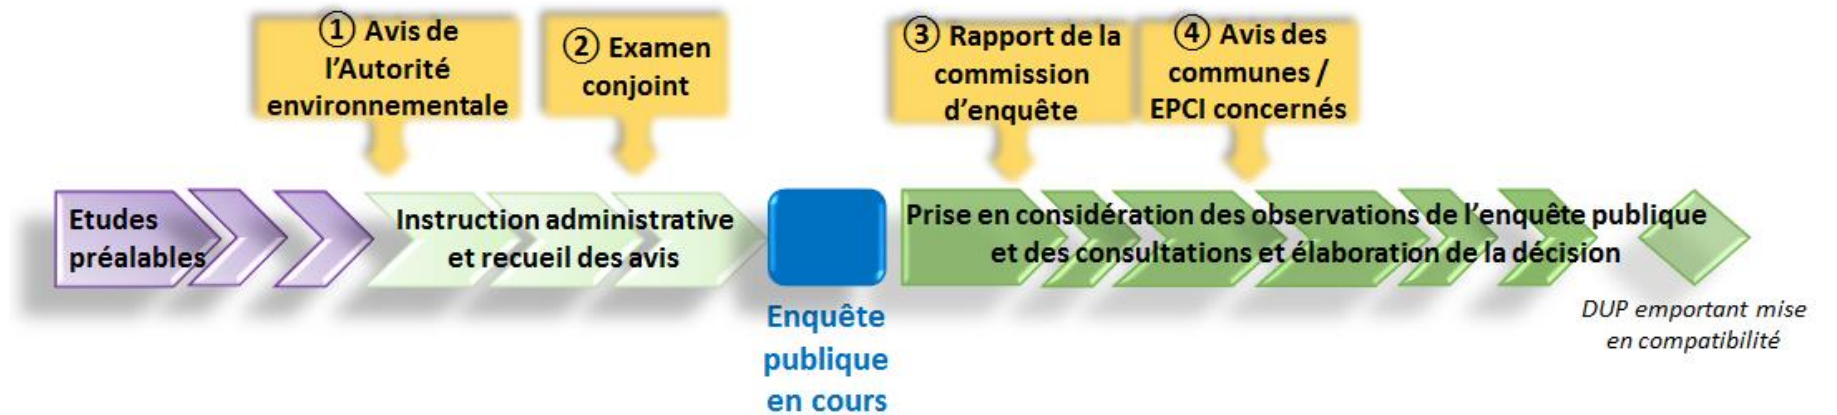 ① Avis de
l'Autorité
environnementale
② Examen
conjoint
③ Rapport de la
commission
d'enquête
④ Avis des
communes /
EPCI concernés
Etudes
préalables
Instruction administrative
et recueil des avis
Prise en considération des observations de l'enquête publique
et des consultations et élaboration de la décision
Enquête
publique
en cours
DUP emportant mise
en compatibilité